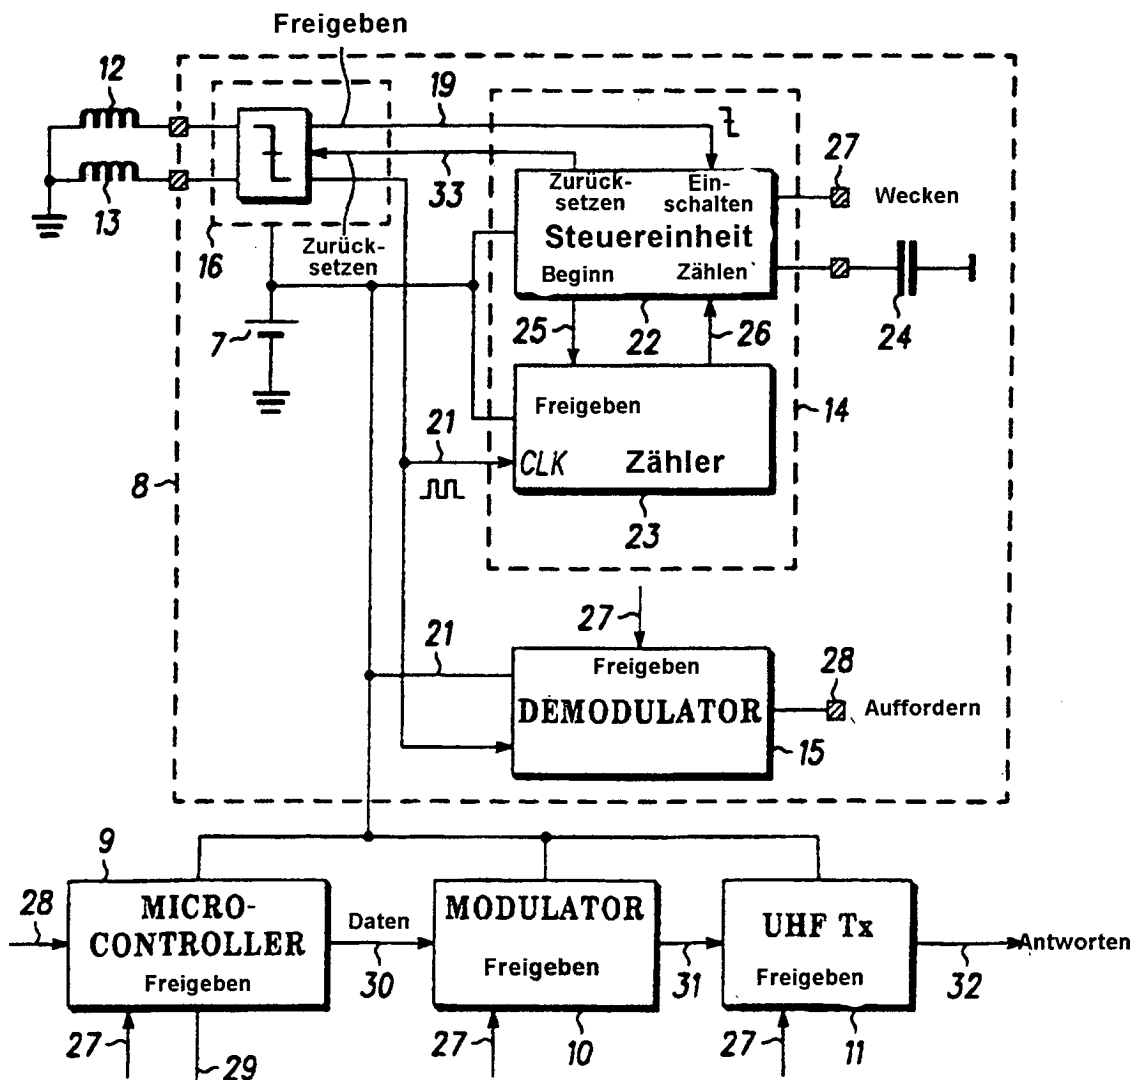 Freigeben
12
19
27
Wecken
13
33
Zurück-
setzen
Ein-
schalten
Steuereinheit
Beginn
Zählen
16
Zurück-
setzen
7
25
22
26
24
Freigeben
14
21
CLK
Zähler
8
23
27
21
Freigeben
28
DEMODULATOR
Auffordern
15
9
28
MICRO-
CONTROLLER
Freigeben
Daten
30
MODULATOR
Freigeben
31
UHF Tx
Freigeben
32
Antworten
27
29
27
10
27
11